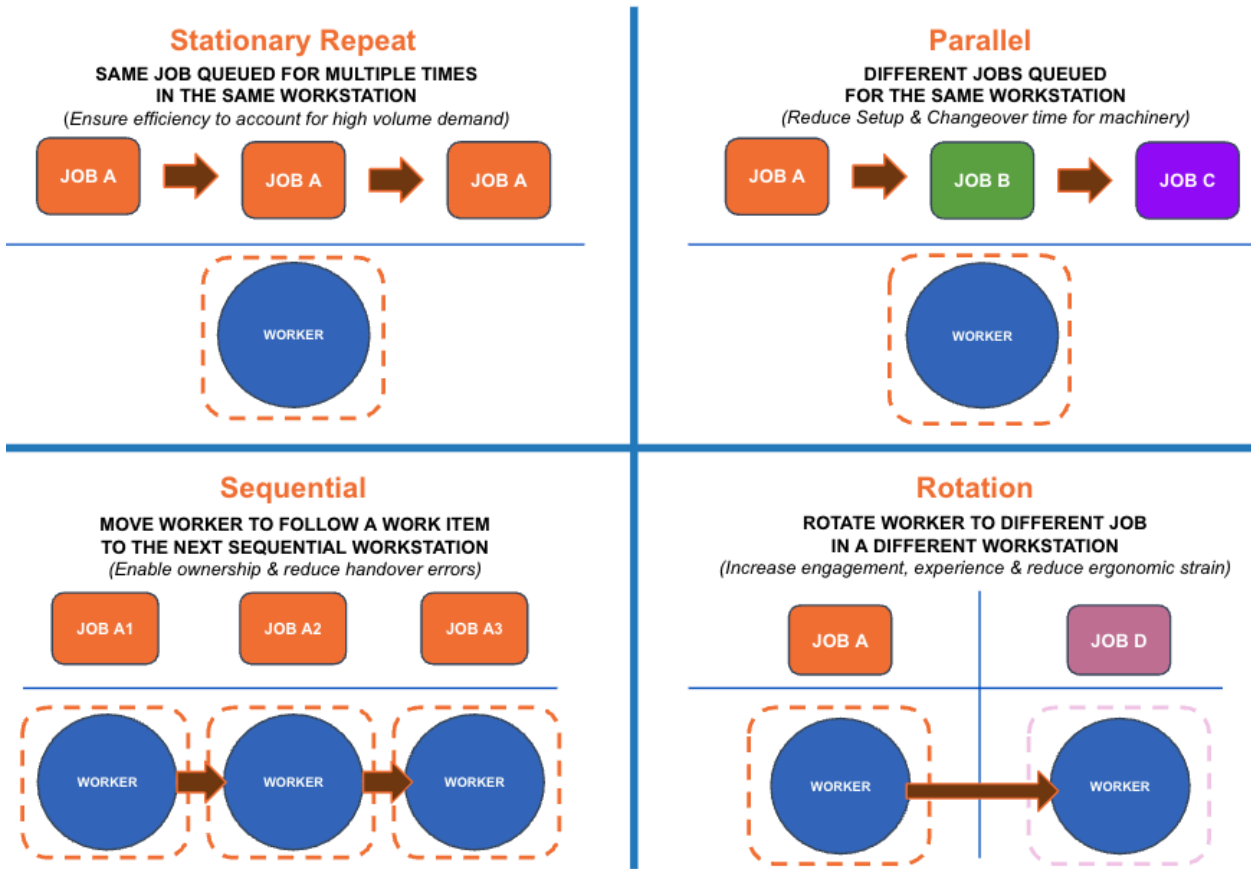 Stationary Repeat
SAME JOB QUEUED FOR MULTIPLE TIMES
IN THE SAME WORKSTATION
(Ensure efficiency to account for high volume demand)
JOB A
JOB A
JOB A
WORKER
Parallel
DIFFERENT JOBS QUEUED
FOR THE SAME WORKSTATION
(Reduce Setup & Changeover time for machinery)
JOB A
JOB B
JOB C
WORKER
Sequential
MOVE WORKER TO FOLLOW A WORK ITEM
TO THE NEXT SEQUENTIAL WORKSTATION
(Enable ownership & reduce handover errors)
JOB A1
JOB A2
JOB A3
WORKER
WORKER
WORKER
Rotation
ROTATE WORKER TO DIFFERENT JOB
IN A DIFFERENT WORKSTATION
(Increase engagement, experience & reduce ergonomic strain)
JOB A
JOB D
WORKER
WORKER